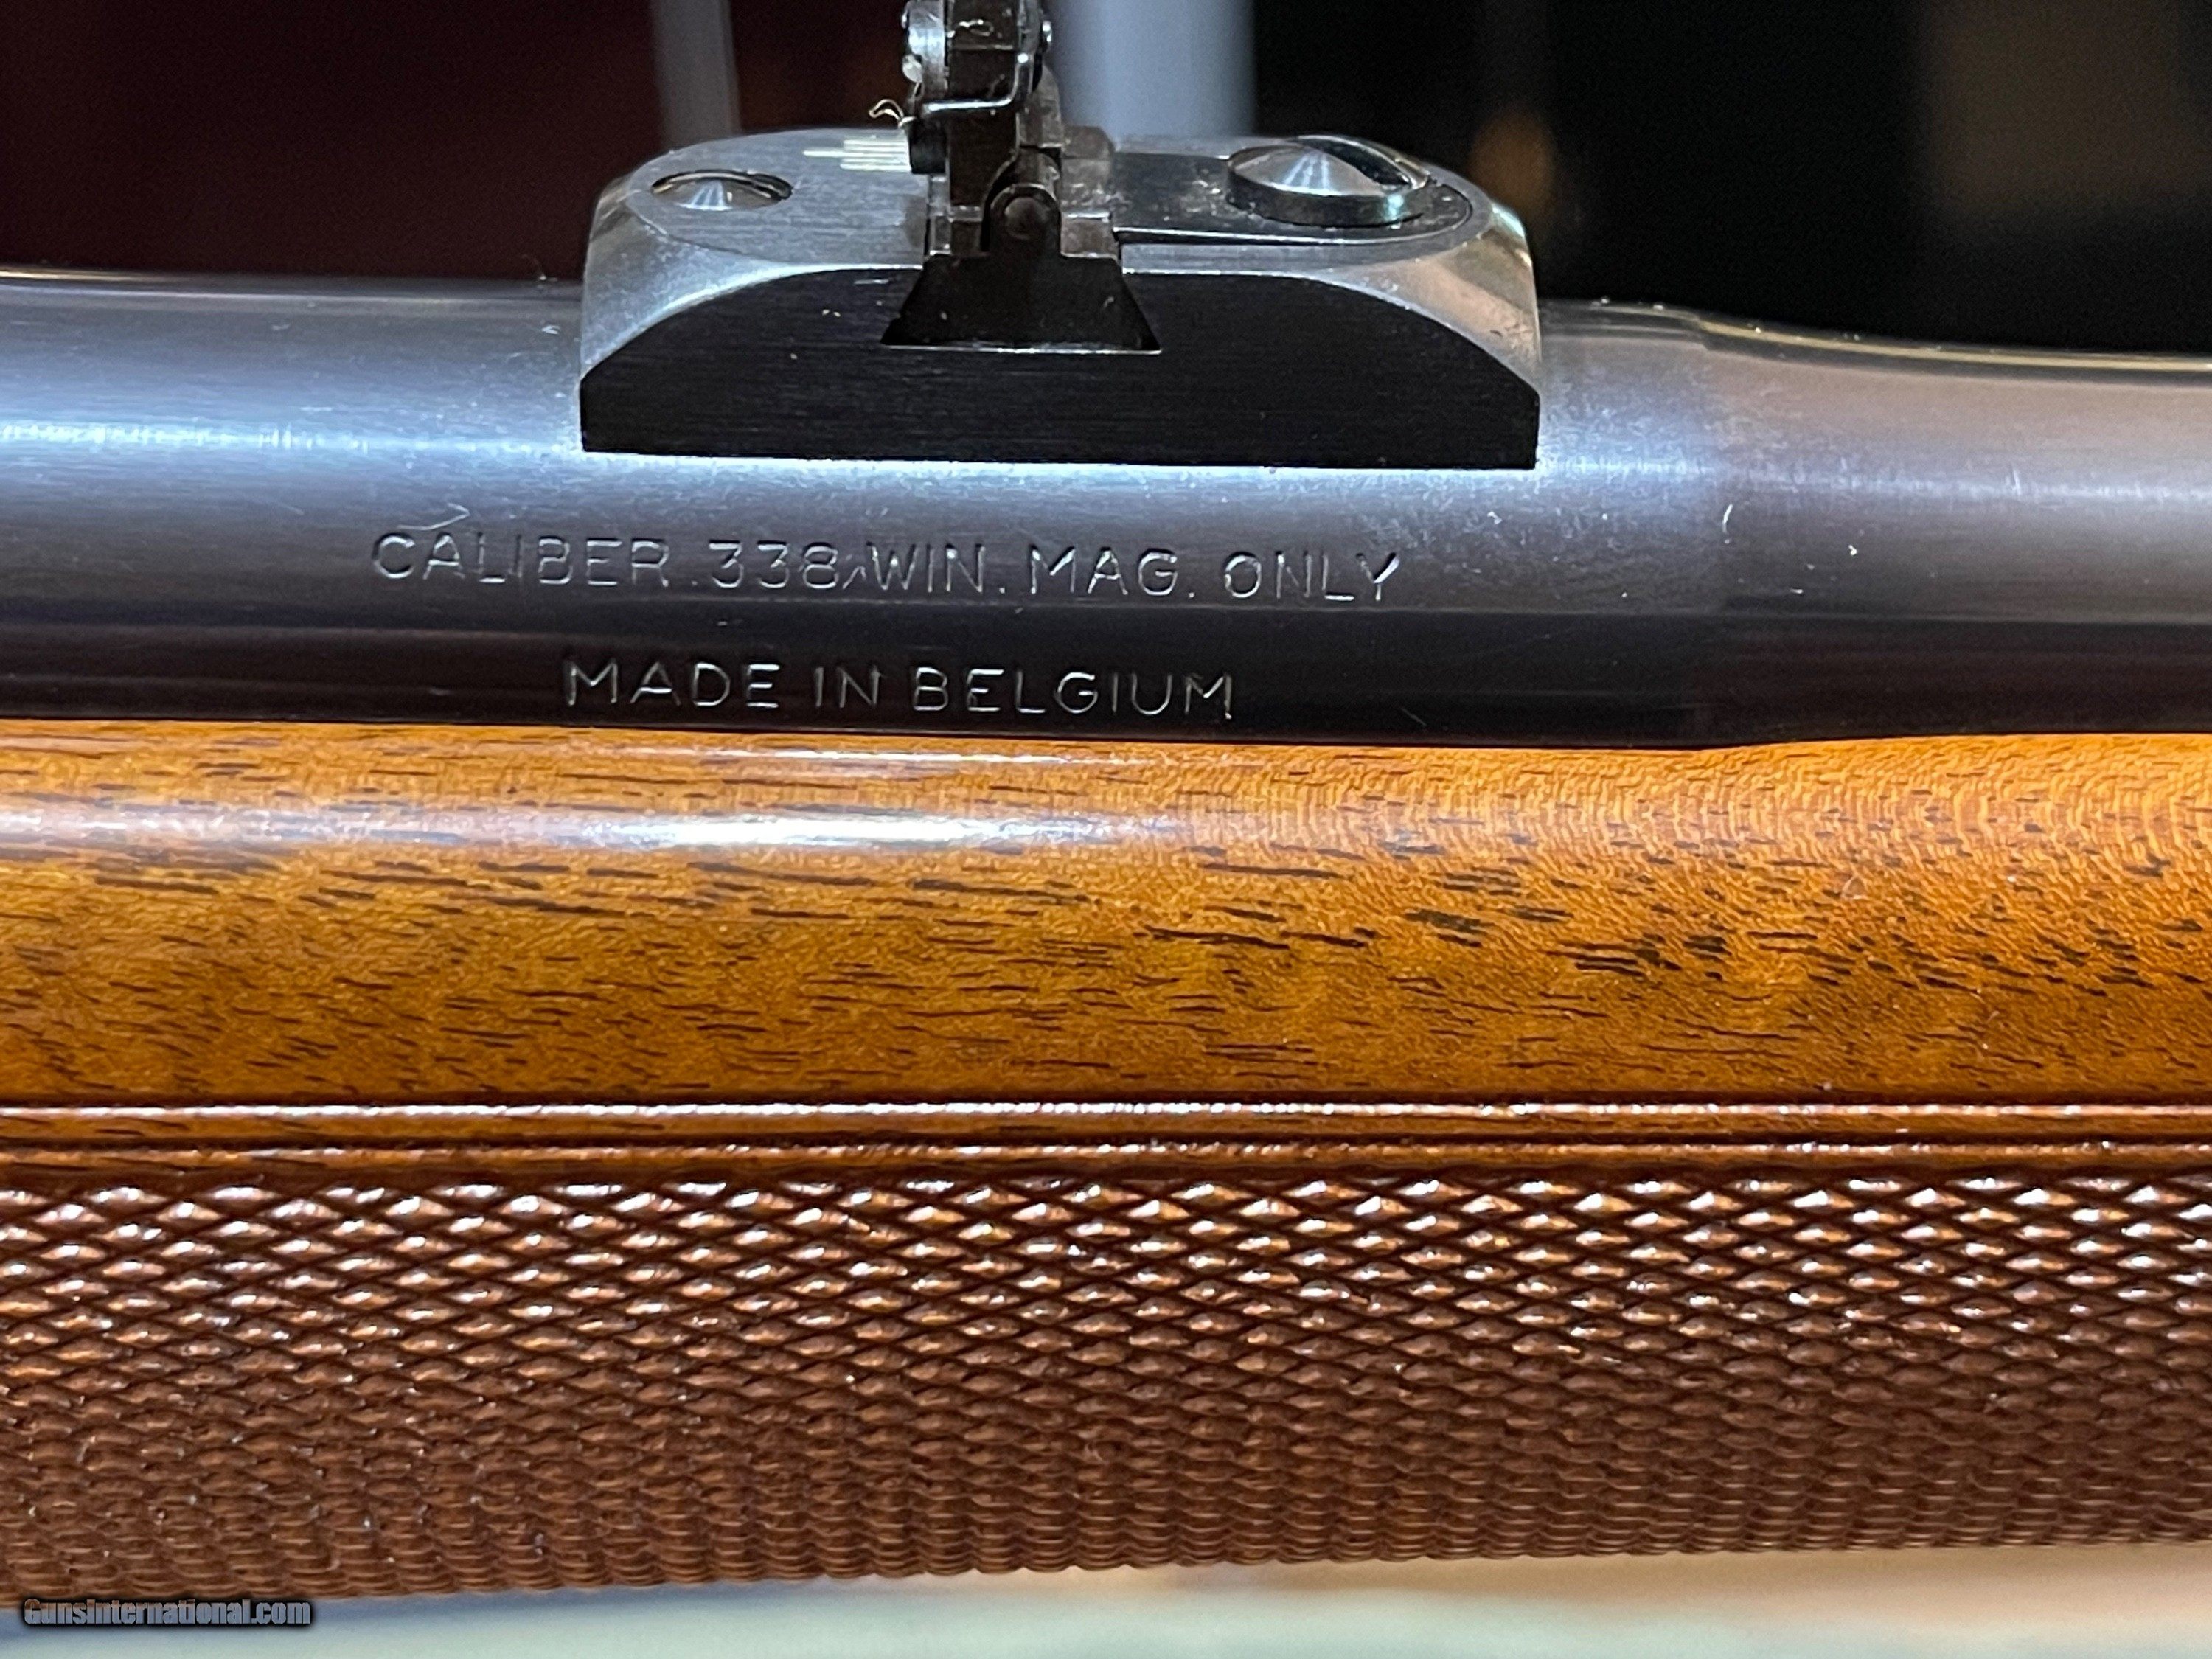 CALIBER .338 WIN. MAG. ONLY
MADE IN BELGIUM
GunsInternational.com